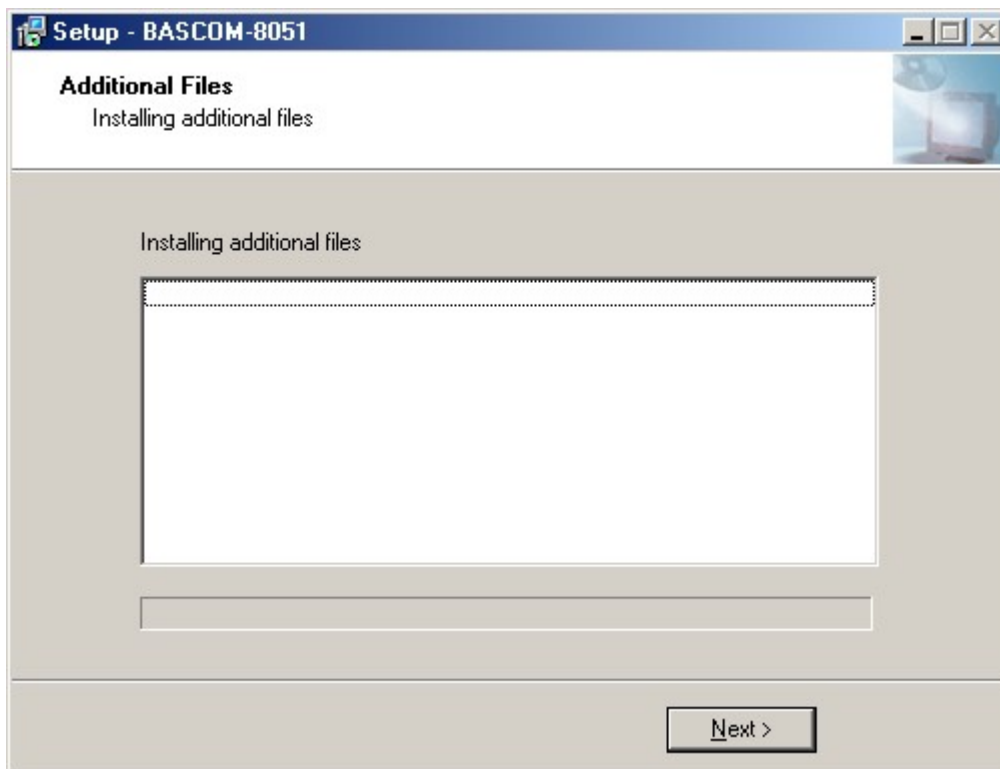 Setup - BASCOM-8051
Additional Files
Installing additional files
Installing additional files
Next >